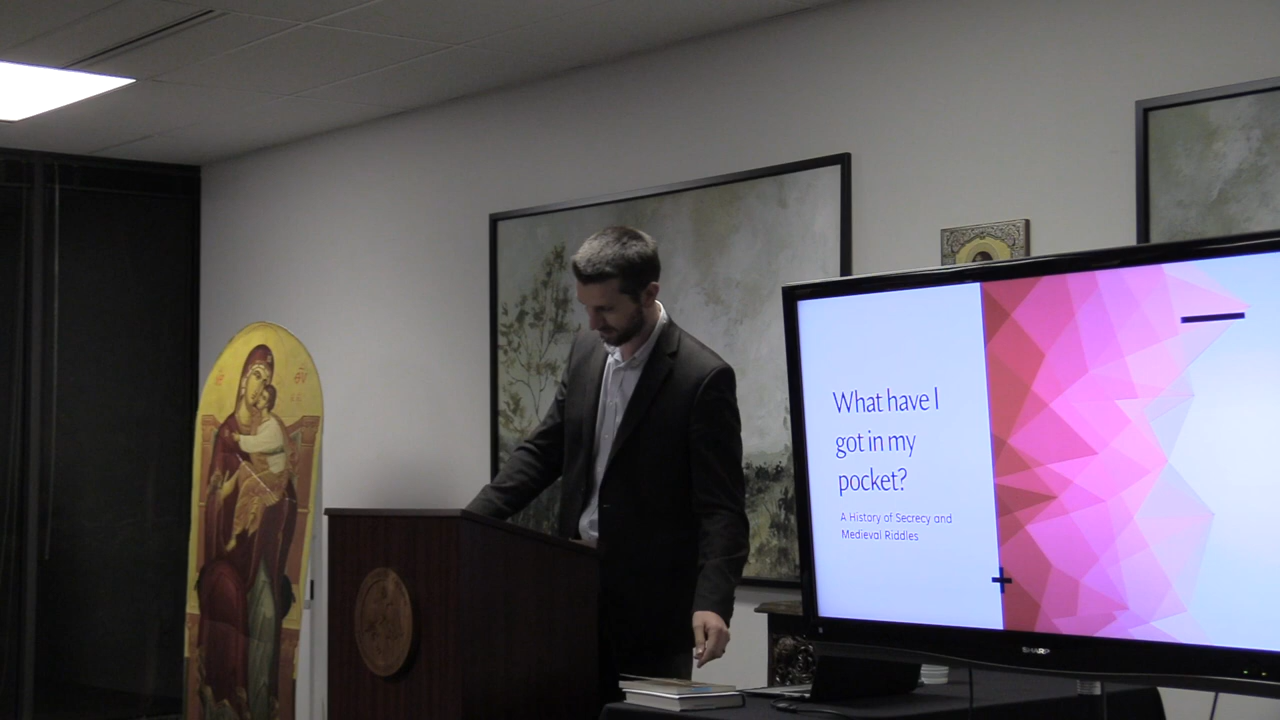 What have I
got in my
pocket?
A History of Secrecy and
Medieval Riddles
SHARP